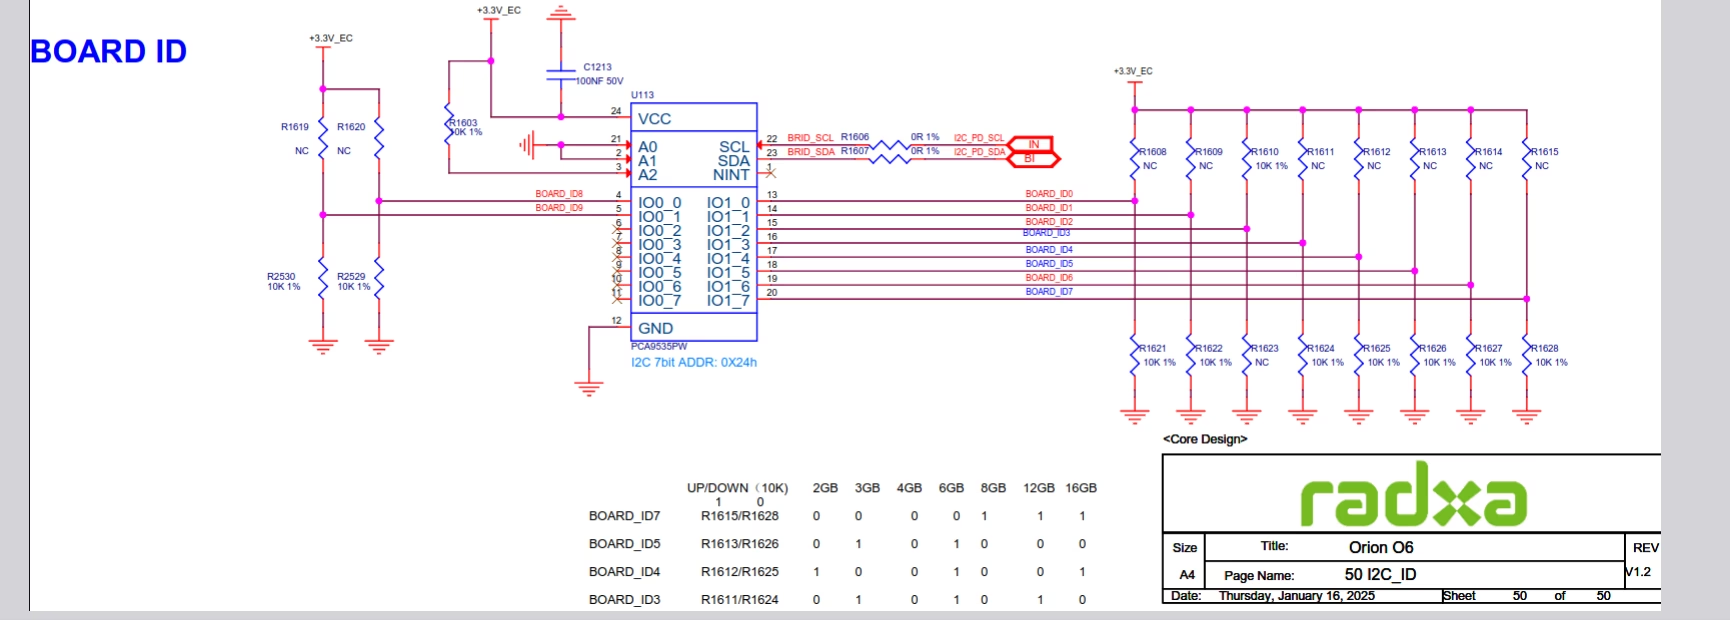 BOARD ID
+3.3V_EC
+3.3V_EC
+3.3V_EC
C1213
100NF 50V
U113
R1603
10K 1%
R1619
NC
R1620
NC
24 VCC
21 A0
2 A1
3 A2
SCL 22 BRID_SCL R1606 0R 1% I2C_PD_SCL IN
SDA 23 BRID_SDA R1607 0R 1% I2C_PD_SDA BI
NINT 1
BOARD_ID8 4 IO0_0 IO1_0 13 BOARD_ID0
BOARD_ID9 5 IO0_1 IO1_1 14 BOARD_ID1
6 IO0_2 IO1_2 15 BOARD_ID2
7 IO0_3 IO1_3 16 BOARD_ID3
8 IO0_4 IO1_4 17 BOARD_ID4
9 IO0_5 IO1_5 18 BOARD_ID5
10 IO0_6 IO1_6 19 BOARD_ID6
11 IO0_7 IO1_7 20 BOARD_ID7
12 GND
PCA9535PW
I2C 7bit ADDR: 0X24h
R2530
10K 1%
R2529
10K 1%
R1608 R1609 R1610 R1611 R1612 R1613 R1614 R1615
NC NC 10K 1% NC NC NC NC NC
R1621 R1622 R1623 R1624 R1625 R1626 R1627 R1628
10K 1% 10K 1% NC 10K 1% 10K 1% 10K 1% 10K 1% 10K 1%
UP/DOWN（10K) 2GB 3GB 4GB 6GB 8GB 12GB 16GB
1 0
BOARD_ID7 R1615/R1628 0 0 0 0 1 1 1
BOARD_ID5 R1613/R1626 0 1 0 1 0 0 0
BOARD_ID4 R1612/R1625 1 0 0 1 0 0 1
BOARD_ID3 R1611/R1624 0 1 0 1 0 1 0
<Core Design>
radxa
Size Title: Orion O6 REV
A4 Page Name: 50 I2C_ID V1.2
Date: Thursday, January 16, 2025 Sheet 50 of 50